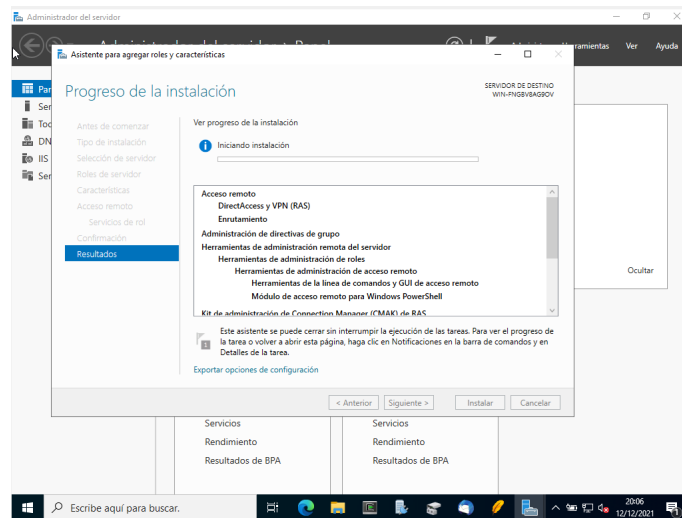 Administrador del servidor
Ver
Ayuda
Asistente para agregar roles y características
Progreso de la instalación
SERVIDOR DE DESTINO
WIN-FNGBV8AG9OV
Antes de comenzar
Tipo de instalación
Selección de servidor
Roles de servidor
Características
Acceso remoto
Servicios de rol
Confirmación
Resultados
Ver progreso de la instalación
Iniciando instalación
Acceso remoto
DirectAccess y VPN (RAS)
Enrutamiento
Administración de directivas de grupo
Herramientas de administración remota del servidor
Herramientas de administración de roles
Herramientas de administración de acceso remoto
Herramientas de la línea de comandos y GUI de acceso remoto
Módulo de acceso remoto para Windows PowerShell
Kit de administración de Connection Manager (CMAK) de RAS
1
Este asistente se puede cerrar sin interrumpir la ejecución de las tareas. Para ver el progreso de
la tarea o volver a abrir esta página, haga clic en Notificaciones en la barra de comandos y en
Detalles de la tarea.
Exportar opciones de configuración
< Anterior
Siguiente >
Instalar
Cancelar
Par
Ser
Toc
DN
IIS
Ser
Ocultar
Servicios
Rendimiento
Resultados de BPA
Servicios
Rendimiento
Resultados de BPA
Escribe aquí para buscar.
20:06
12/12/2021